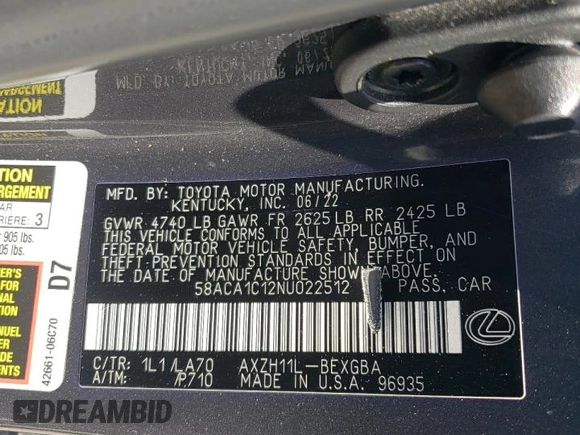 MFD. BY: TOYOTA MOTOR MANUFACTURING.
KENTUCKY, INC. 06/22
GVWR 4740 LB GAWR FR 2625 LB RR 2425 LB
THIS VEHICLE CONFORMS TO ALL APPLICABLE
FEDERAL MOTOR VEHICLE SAFETY, BUMPER, AND
THEFT PREVENTION STANDARDS IN EFFECT ON THE
DATE OF MANUFACTURE SHOWN ABOVE.
58ACA1C12NU022512 PASS. CAR
C/TR: 1L1/LA70 AXZH11L-BEXGBA
A/TM: /P710 MADE IN U.S.A. 96935
3
905 lbs.
D7
42661-06C70
DREAMBID